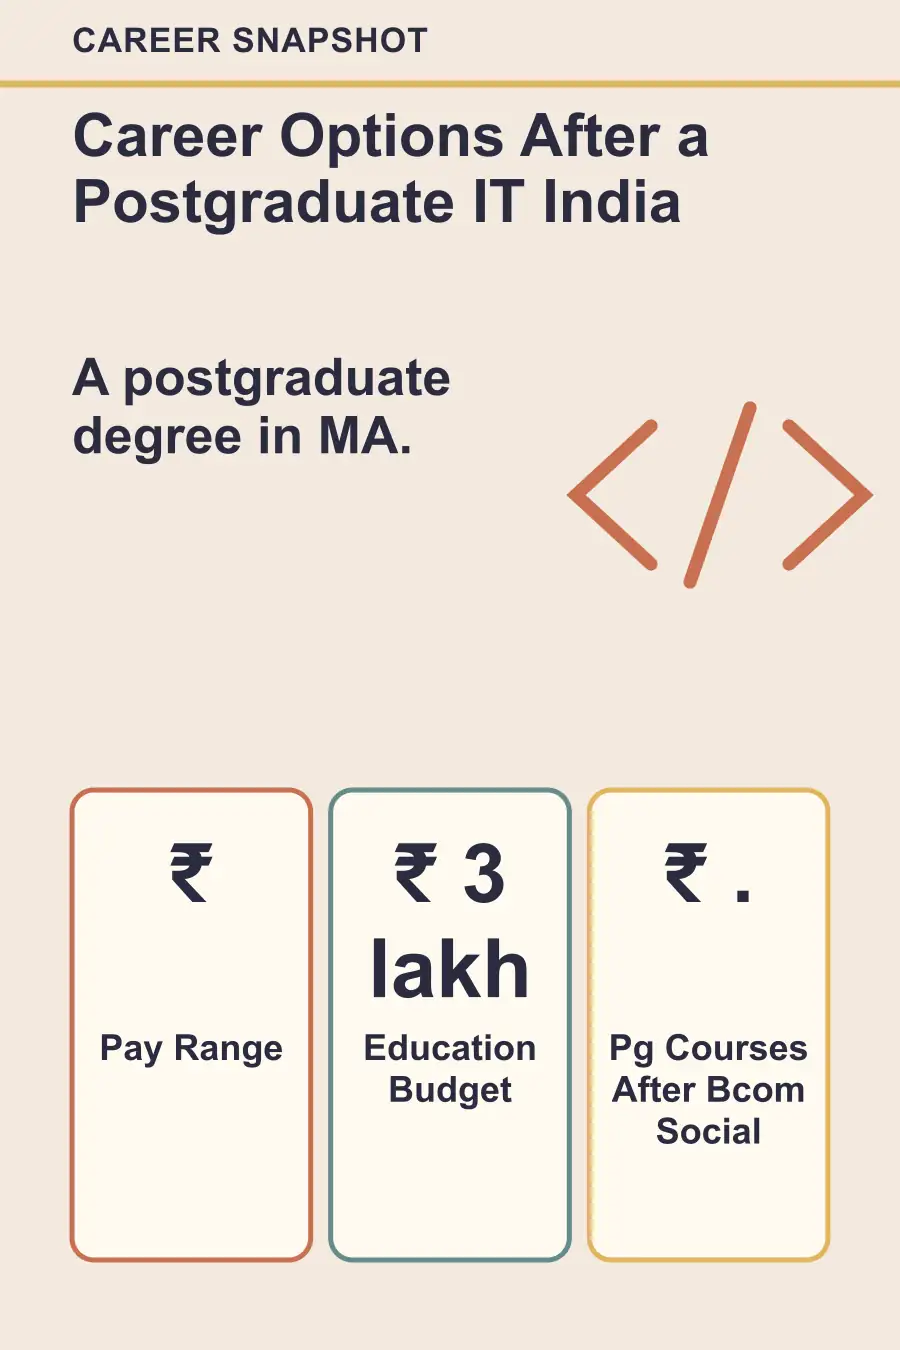 CAREER SNAPSHOT
Career Options After a
Postgraduate IT India
A postgraduate
degree in MA.
₹
Pay Range
₹ 3
lakh
Education
Budget
₹ .
Pg Courses
After Bcom
Social